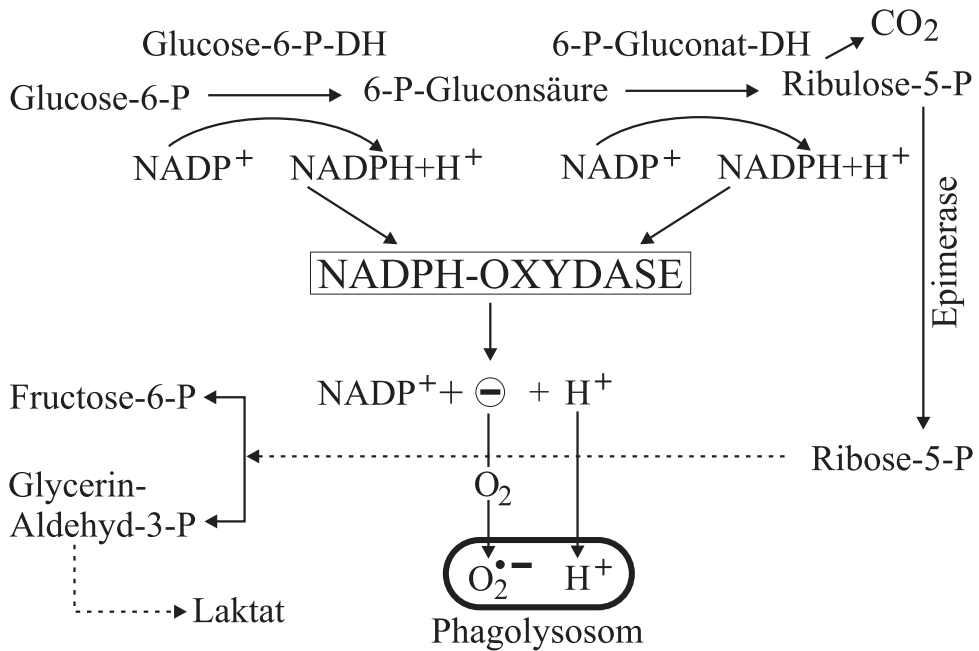 CO2
Glucose-6-P-DH 6-P-Gluconat-DH
Glucose-6-P 6-P-Gluconsäure Ribulose-5-P
NADP+ NADPH+H+ NADP+ NADPH+H+
Epimerase
NADPH-OXYDASE
Fructose-6-P NADP+ + − + H+
Ribose-5-P
Glycerin-
Aldehyd-3-P
O2
O2•− H+
Laktat
Phagolysosom